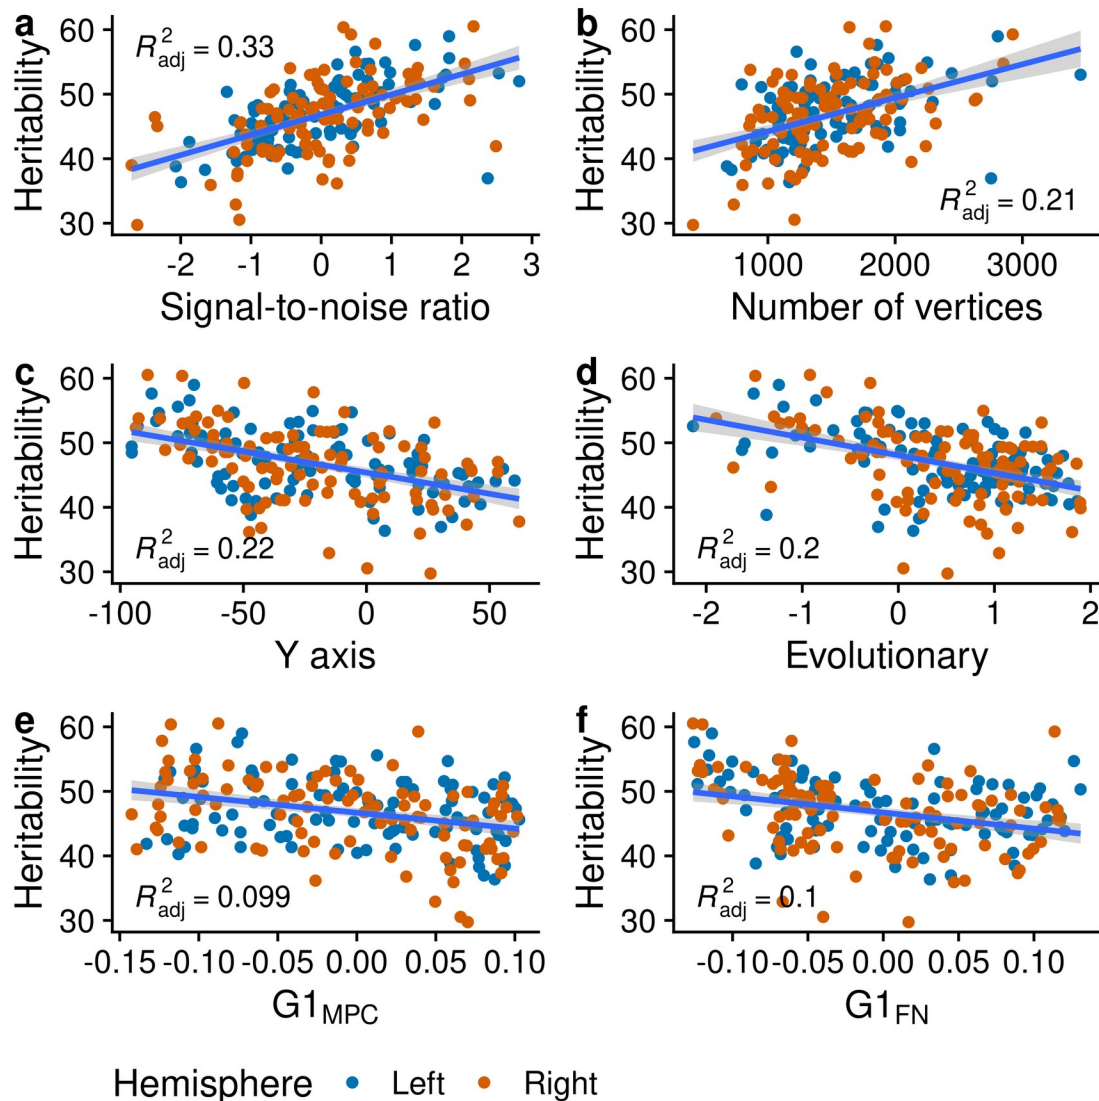 a
b
R²adj = 0.33
R²adj = 0.21
Heritability
60
50
40
30
-2 -1 0 1 2 3
Signal-to-noise ratio
Heritability
60
50
40
30
1000 2000 3000
Number of vertices
c
d
R²adj = 0.22
R²adj = 0.2
Heritability
60
50
40
30
-100 -50 0 50
Y axis
Heritability
60
50
40
30
-2 -1 0 1 2
Evolutionary
e
f
R²adj = 0.099
R²adj = 0.1
Heritability
60
50
40
30
-0.15 -0.10 -0.05 0.00 0.05 0.10
G1MPC
Heritability
60
50
40
30
-0.10 -0.05 0.00 0.05 0.10
G1FN
Hemisphere Left Right